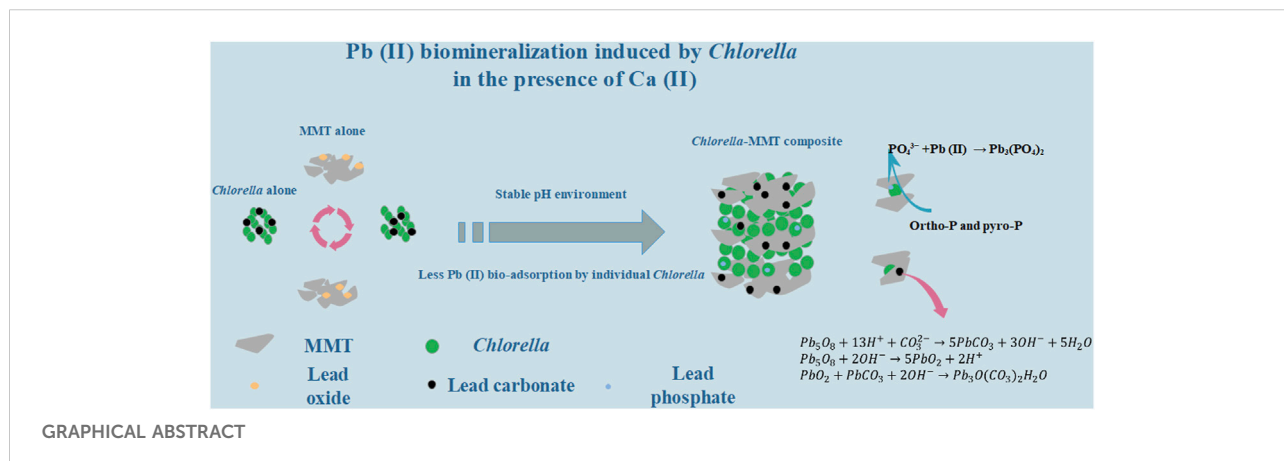 Pb (II) biomineralization induced by Chlorella
in the presence of Ca (II)
MMT alone
Chlorella alone
Stable pH environment
Less Pb (II) bio-adsorption by individual Chlorella
Chlorella-MMT composite
PO₄³⁻ +Pb (II) → Pb₃(PO₄)₂
Ortho-P and pyro-P
Pb₅O₈ + 13H⁺ + CO₃²⁻ → 5PbCO₃ + 3OH⁻ + 5H₂O
Pb₅O₈ + 2OH⁻ → 5PbO₂ + 2H⁺
PbO₂ + PbCO₃ + 2OH⁻ → Pb₃O(CO₃)₂H₂O
MMT
Chlorella
Lead
oxide
Lead carbonate
Lead
phosphate
GRAPHICAL ABSTRACT